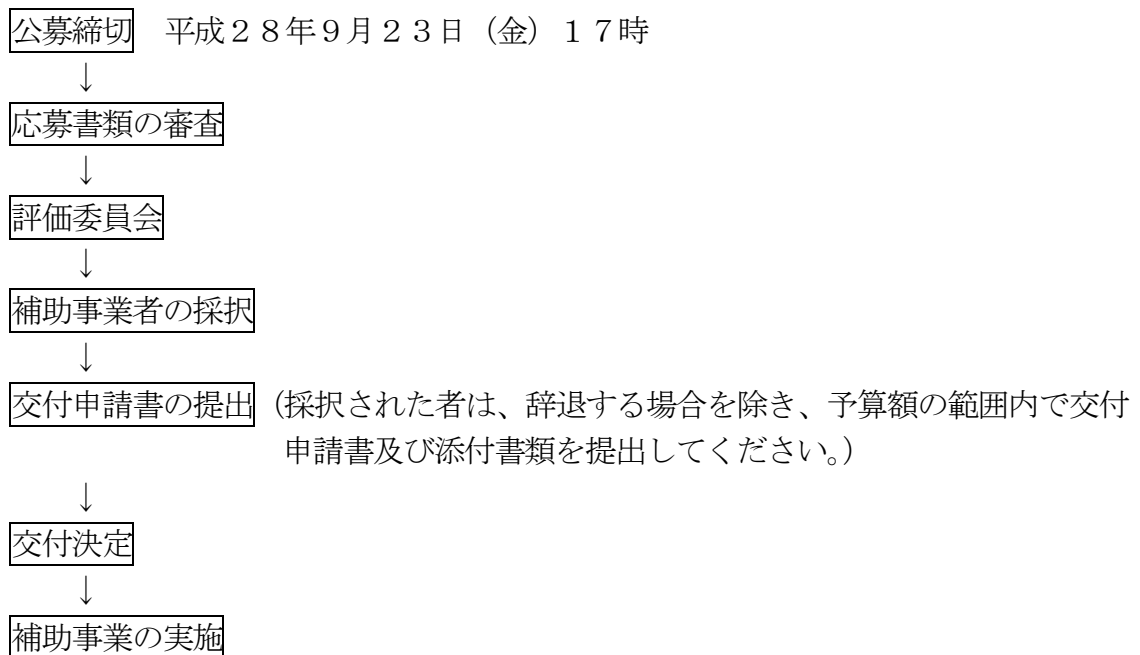 公募締切　平成２８年９月２３日（金）１７時
↓
応募書類の審査
↓
評価委員会
↓
補助事業者の採択
↓
交付申請書の提出（採択された者は、辞退する場合を除き、予算額の範囲内で交付
申請書及び添付書類を提出してください。）
↓
交付決定
↓
補助事業の実施